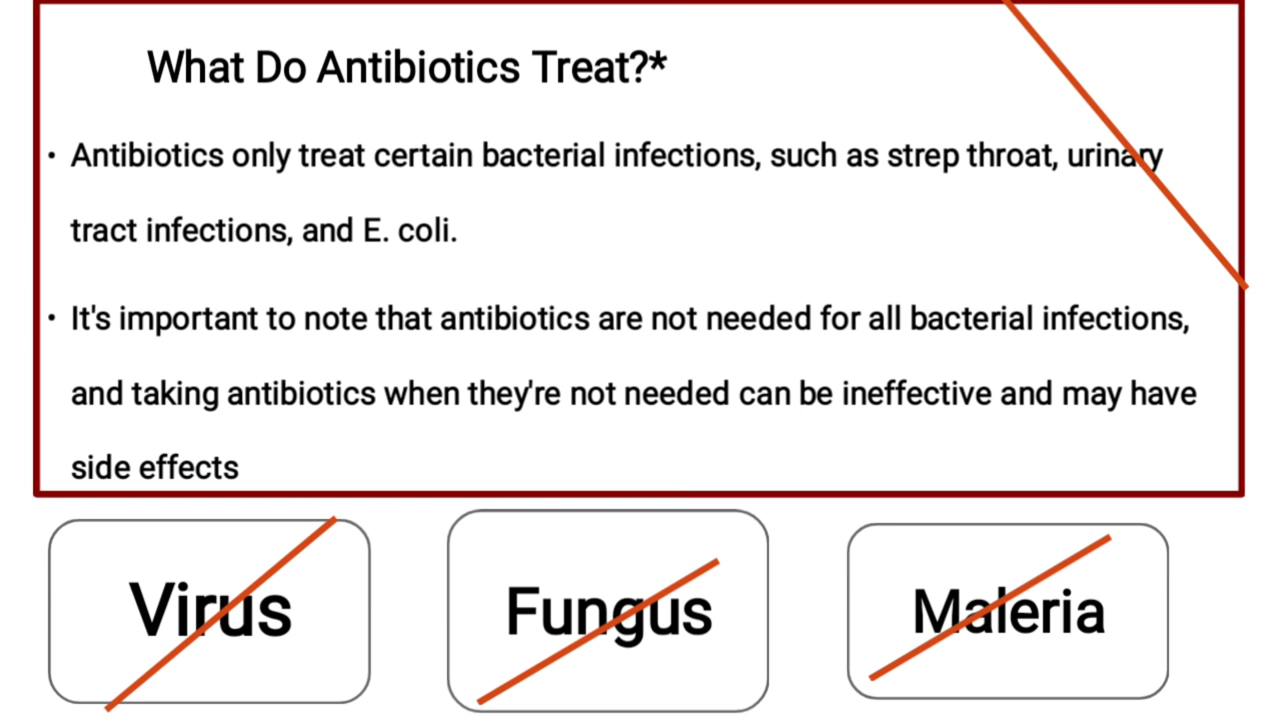 What Do Antibiotics Treat?*
• Antibiotics only treat certain bacterial infections, such as strep throat, urinary
tract infections, and E. coli.
• It's important to note that antibiotics are not needed for all bacterial infections,
and taking antibiotics when they're not needed can be ineffective and may have
side effects
Virus
Fungus
Maleria